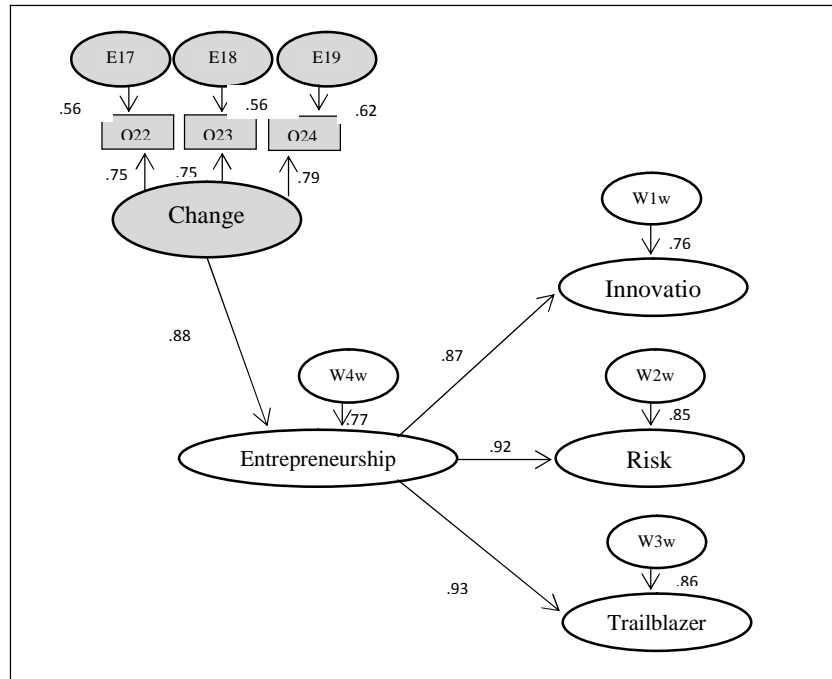 E17 E18 E19
.56 .56 .62
O22 O23 O24
.75 .75 .79
Change
W1w
.76
Innovatio
.88 .87
W4w W2w
.77 .85
.92
Entrepreneurship Risk
W3w
.93 .86
Trailblazer